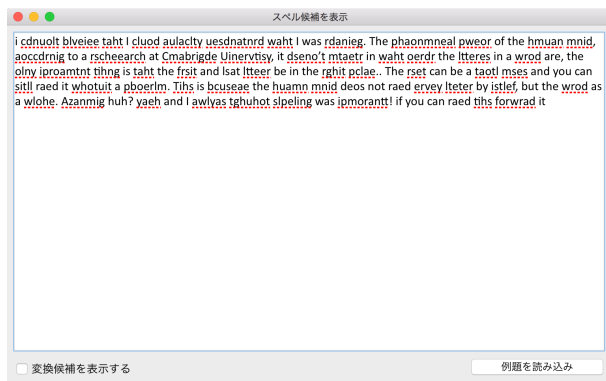 スペル候補を表示
i cdnuolt blveiee taht I cluod aulaclty uesdnatnrd waht I was rdanieg. The phaonmneal pweor of the hmuan mnid,
aoccdrnig to a rscheearch at Cmabrigde Uinervtisy, it dseno't mtaetr in waht oerdr the ltteres in a wrod are, the
olny iproamtnt tihng is taht the frsit and lsat ltteer be in the rghit pclae.. The rset can be a taotl mses and you can
sitll raed it whotuit a pboerlm. Tihs is bcuseae the huamn mnid deos not raed ervey lteter by istlef, but the wrod as
a wlohe. Azanmig huh? yaeh and I awlyas tghuhot slpeling was ipmorantt! if you can raed tihs forwrad it
変換候補を表示する
例題を読み込み